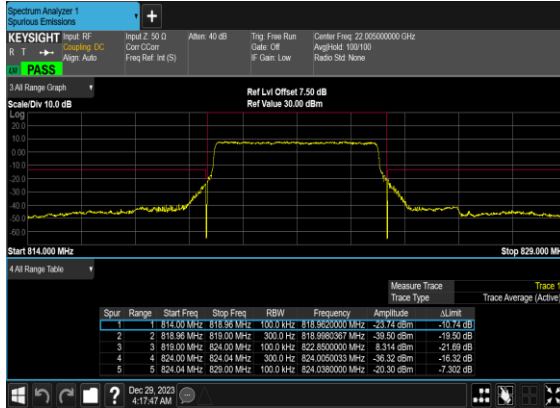 Spectrum Analyzer 1
Spurious Emissions
+
KEYSIGHT Input: RF Input Z: 50 Ω Atten: 40 dB Trig: Free Run Center Freq: 22.005000000 GHz
R T Coupling: DC Corr CCorr Gate: Off Avg|Hold: 100/100
Align: Auto Freq Ref: Int (S) IF Gain: Low Radio Std: None
PASS
3 All Range Graph
Ref Lvl Offset 7.50 dB
Scale/Div 10.0 dB Ref Value 30.00 dBm
Log
20.0
10.0
0.00
-10.0
-20.0
-30.0
-40.0
-50.0
-60.0
Start 814.000 MHz Stop 829.000 MH
4 All Range Table
Measure Trace Trace 1
Trace Type Trace Average (Active)
Spur Range Start Freq Stop Freq RBW Frequency Amplitude ΔLimit
1 1 814.00 MHz 818.96 MHz 100.0 kHz 818.9620000 MHz -23.74 dBm -10.74 dB
2 2 818.96 MHz 819.00 MHz 300.0 Hz 818.9980367 MHz -39.50 dBm -19.50 dB
3 3 819.00 MHz 824.00 MHz 100.0 kHz 822.8500000 MHz 8.314 dBm -21.69 dB
4 4 824.00 MHz 824.04 MHz 300.0 Hz 824.0050033 MHz -36.32 dBm -16.32 dB
5 5 824.04 MHz 829.00 MHz 100.0 kHz 824.0380000 MHz -20.30 dBm -7.302 dB
? Dec 29, 2023
4:17:47 AM